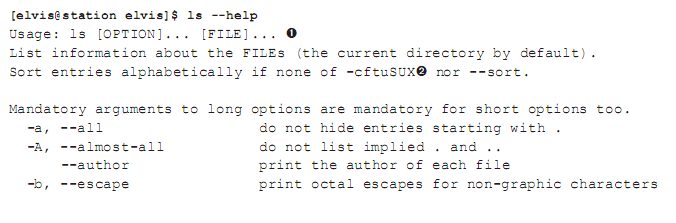 [elvis@station elvis]$ ls --help
Usage: ls [OPTION]... [FILE]... ❶
List information about the FILEs (the current directory by default).
Sort entries alphabetically if none of -cftuSUX❷ nor --sort.
Mandatory arguments to long options are mandatory for short options too.
-a, --all do not hide entries starting with .
-A, --almost-all do not list implied . and ..
--author print the author of each file
-b, --escape print octal escapes for non-graphic characters